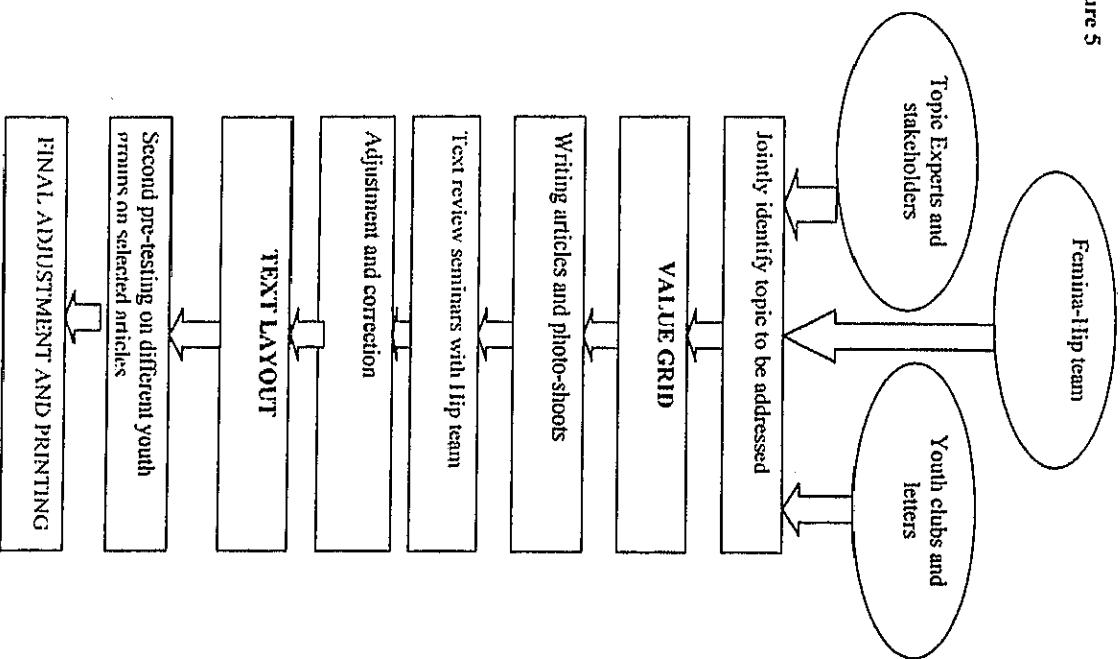 ure 5
Femina-Hip team
Topic Experts and
stakeholders
Youth clubs and
letters
Jointly identify topic to be addressed
VALUE GRID
Writing articles and photo-shoots
Text review seminars with Hip team
Adjustment and correction
TEXT LAYOUT
Second pre-testing on different youth
groups on selected articles
FINAL ADJUSTMENT AND PRINTING